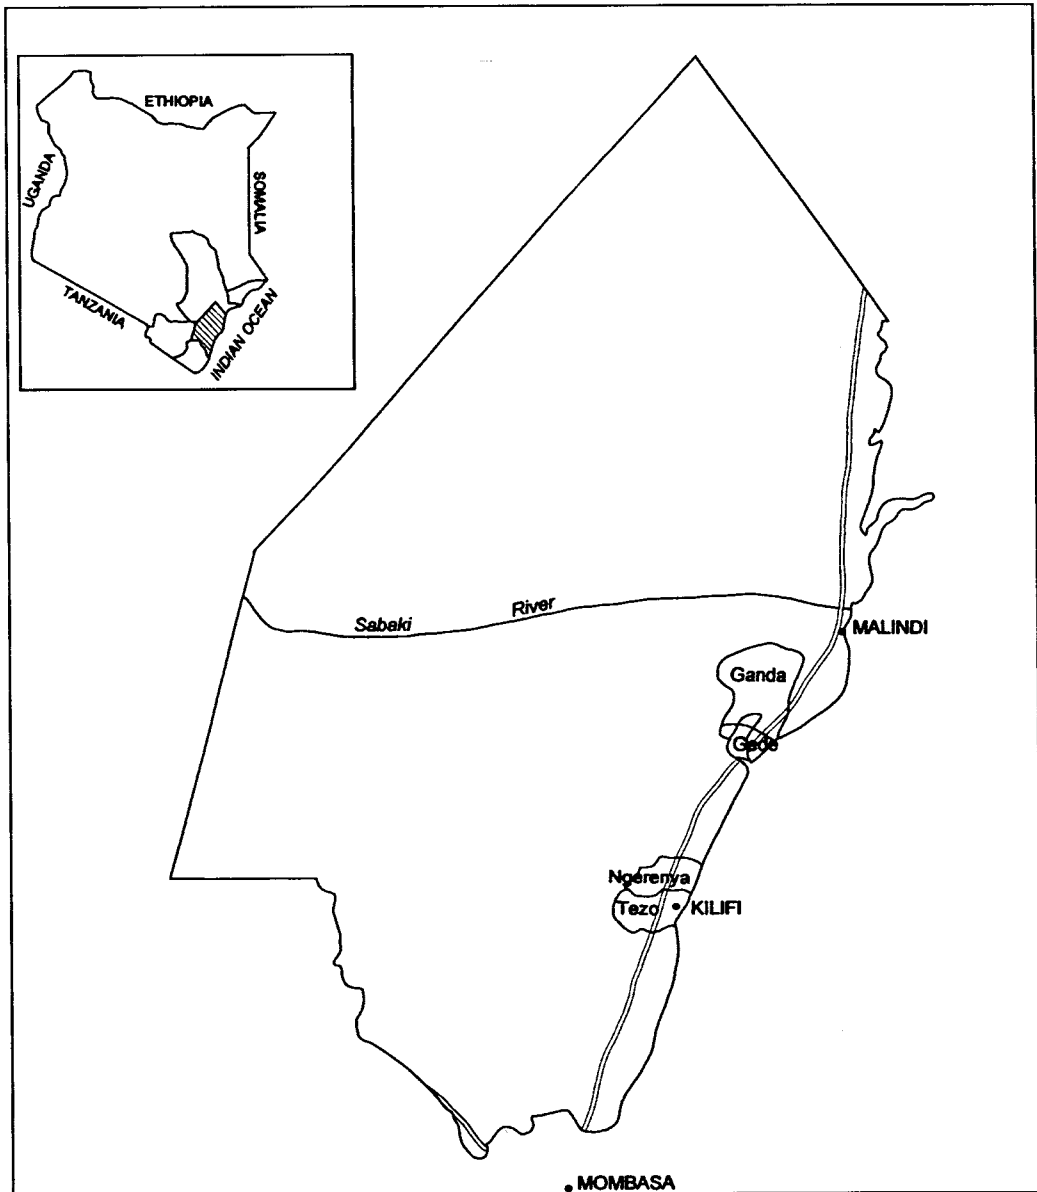 ETHIOPIA
UGANDA
SOMALIA
TANZANIA
INDIAN OCEAN
Sabaki River
MALINDI
Ganda
Gede
Ngerenya
Tezo
KILIFI
MOMBASA